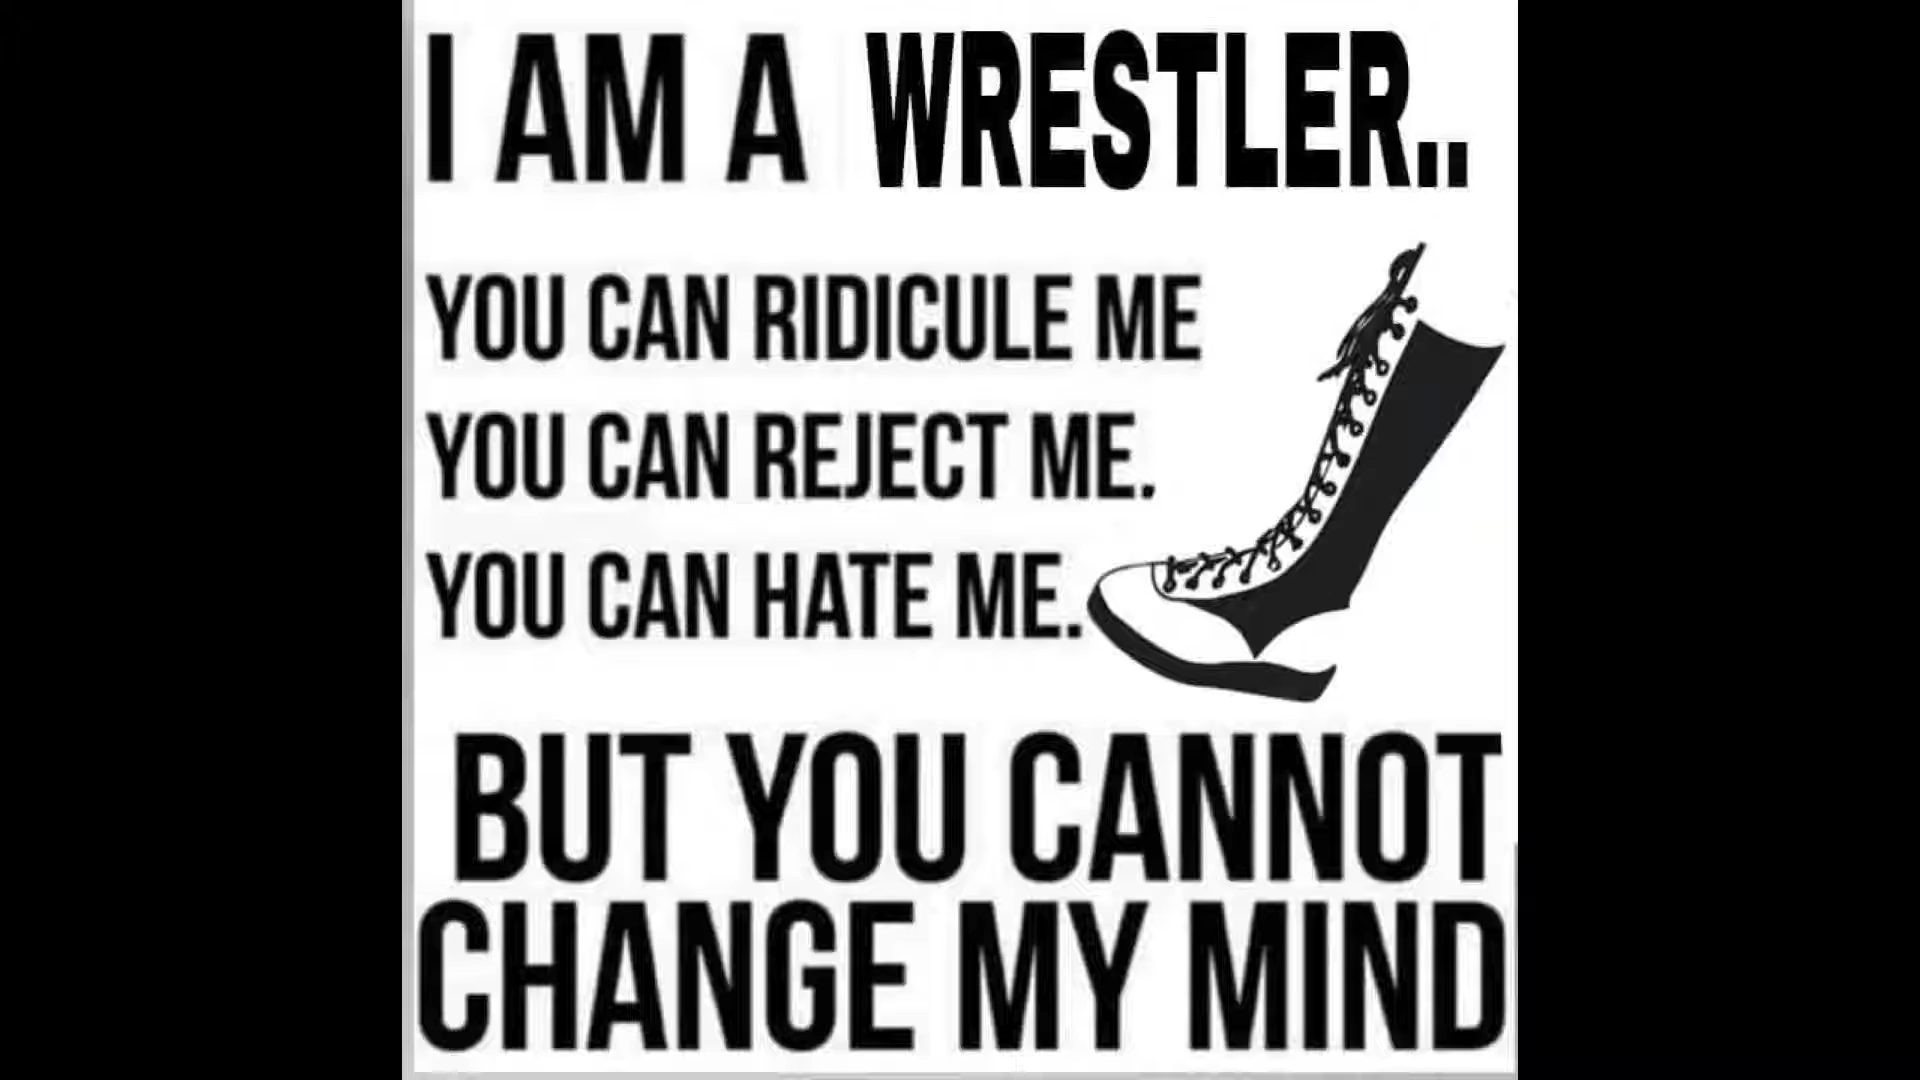 I AM A WRESTLER..
YOU CAN RIDICULE ME
YOU CAN REJECT ME.
YOU CAN HATE ME.
BUT YOU CANNOT
CHANGE MY MIND